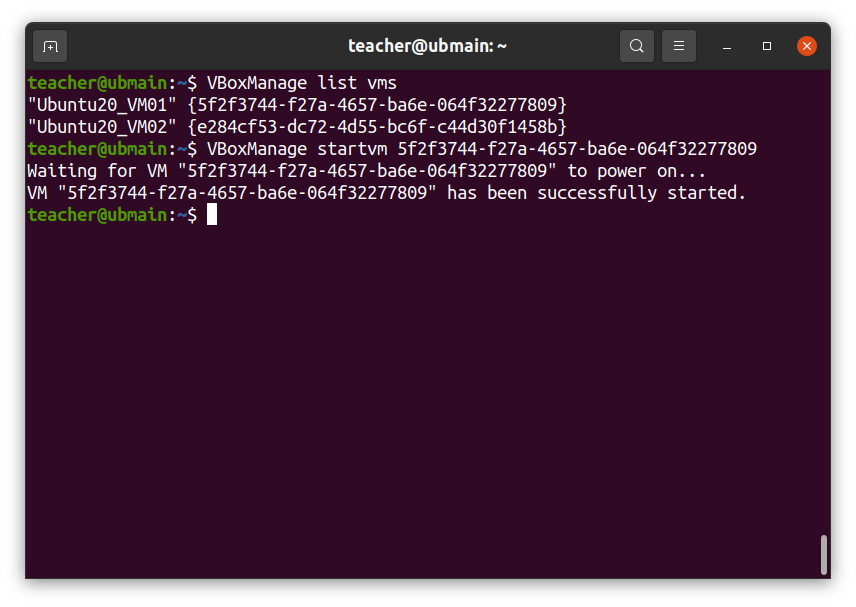 teacher@ubmain: ~
teacher@ubmain:~$ VBoxManage list vms
"Ubuntu20_VM01" {5f2f3744-f27a-4657-ba6e-064f32277809}
"Ubuntu20_VM02" {e284cf53-dc72-4d55-bc6f-c44d30f1458b}
teacher@ubmain:~$ VBoxManage startvm 5f2f3744-f27a-4657-ba6e-064f32277809
Waiting for VM "5f2f3744-f27a-4657-ba6e-064f32277809" to power on...
VM "5f2f3744-f27a-4657-ba6e-064f32277809" has been successfully started.
teacher@ubmain:~$